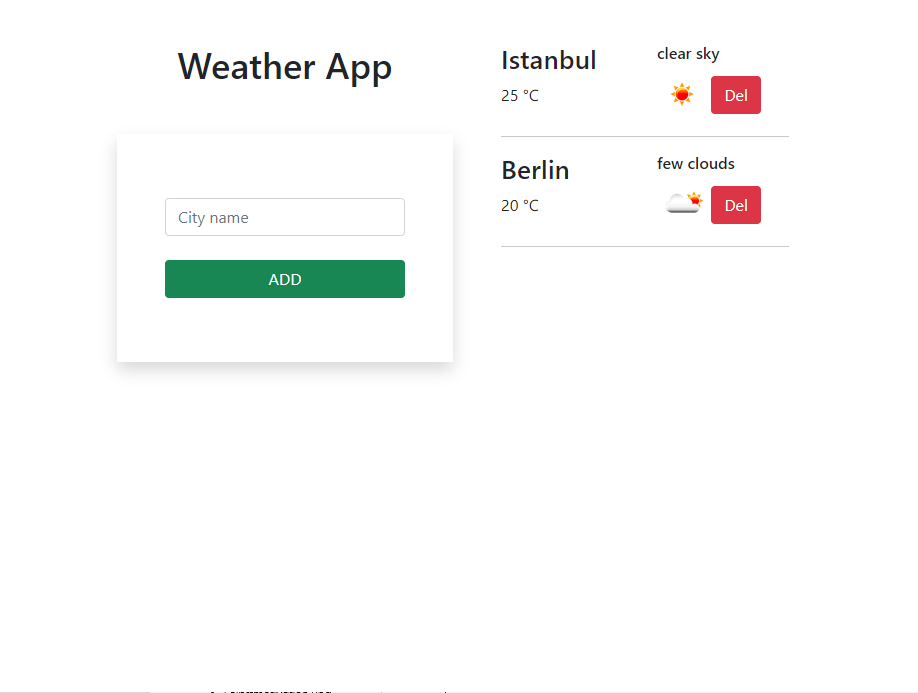 Weather App
City name
ADD
Istanbul
clear sky
25 °C
Del
Berlin
few clouds
20 °C
Del